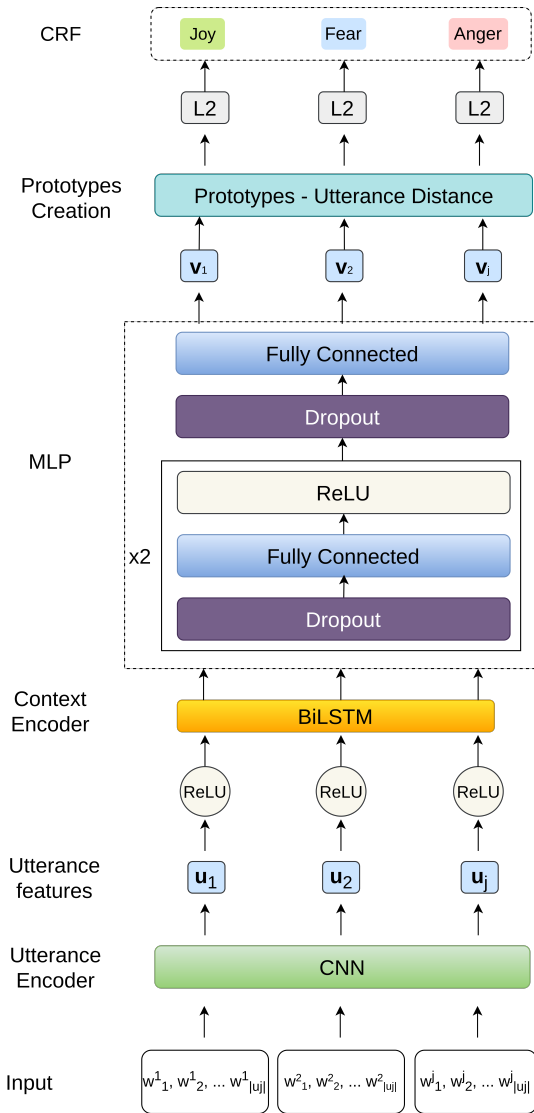 CRF
Joy Fear Anger
L2 L2 L2
Prototypes
Creation
Prototypes - Utterance Distance
v₁ v₂ vⱼ
MLP
Fully Connected
Dropout
x2
ReLU
Fully Connected
Dropout
Context
Encoder
BiLSTM
ReLU ReLU ReLU
Utterance
features
u₁ u₂ uⱼ
Utterance
Encoder
CNN
Input
w¹₁, w¹₂, ... w¹|uj| w²₁, w²₂, ... w²|uj| wʲ₁, wʲ₂, ... wʲ|uj|